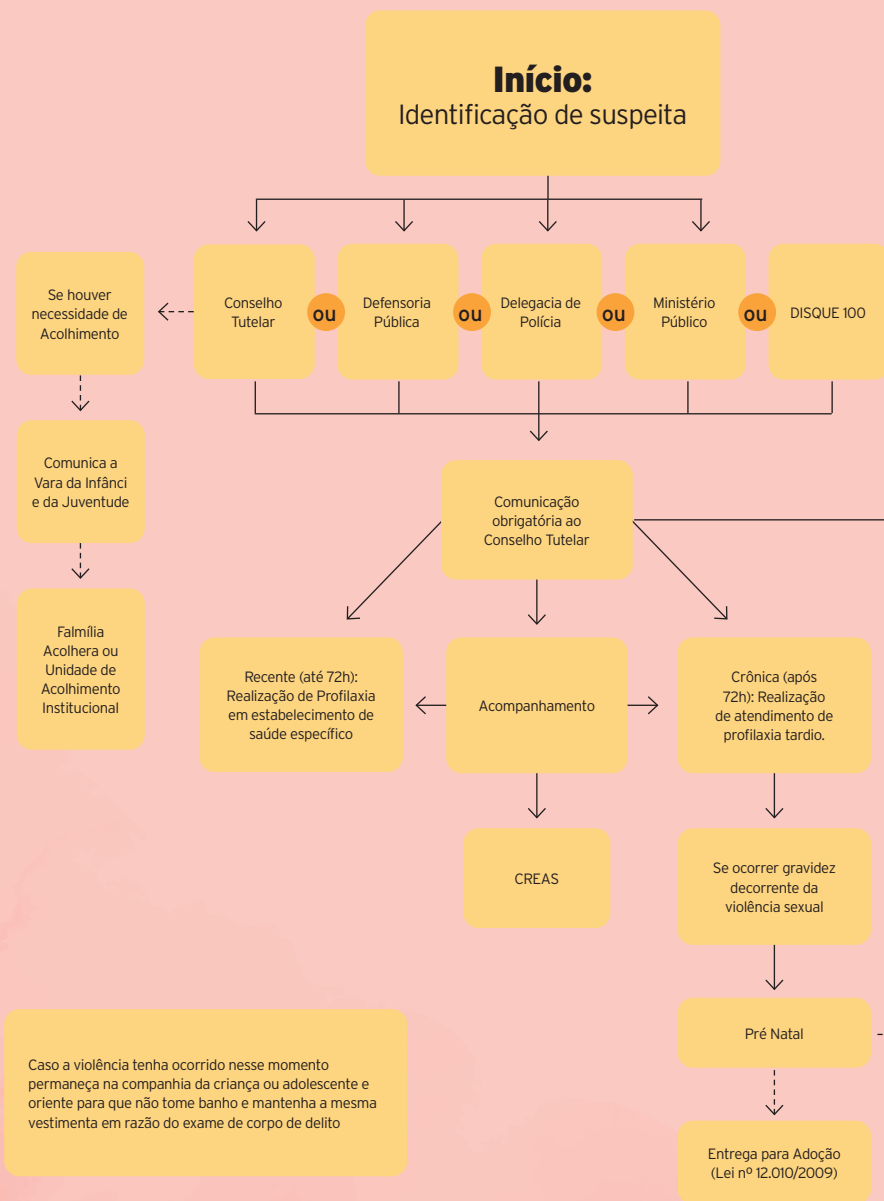 Início:
Identificação de suspeita
Se houver
necessidade de
Acolhimento
Conselho
Tutelar
ou
Defensoria
Pública
ou
Delegacia de
Polícia
ou
Ministério
Público
ou
DISQUE 100
Comunica a
Vara da Infânci
e da Juventude
Comunicação
obrigatória ao
Conselho Tutelar
Falmília
Acolhera ou
Unidade de
Acolhimento
Institucional
Recente (até 72h):
Realização de Profilaxia
em estabelecimento de
saúde específico
Acompanhamento
Crônica (após
72h): Realização
de atendimento de
profilaxia tardio.
CREAS
Se ocorrer gravidez
decorrente da
violência sexual
Pré Natal
Caso a violência tenha ocorrido nesse momento
permaneça na companhia da criança ou adolescente e
oriente para que não tome banho e mantenha a mesma
vestimenta em razão do exame de corpo de delito
Entrega para Adoção
(Lei nº 12.010/2009)